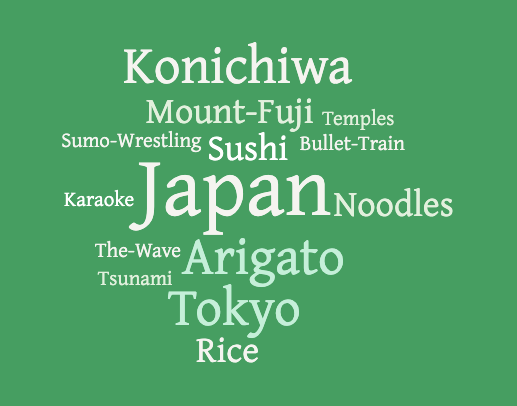 Konichiwa
Mount-Fuji Temples
Sumo-Wrestling Sushi Bullet-Train
Karaoke Japan Noodles
The-Wave Arigato
Tsunami
Tokyo
Rice